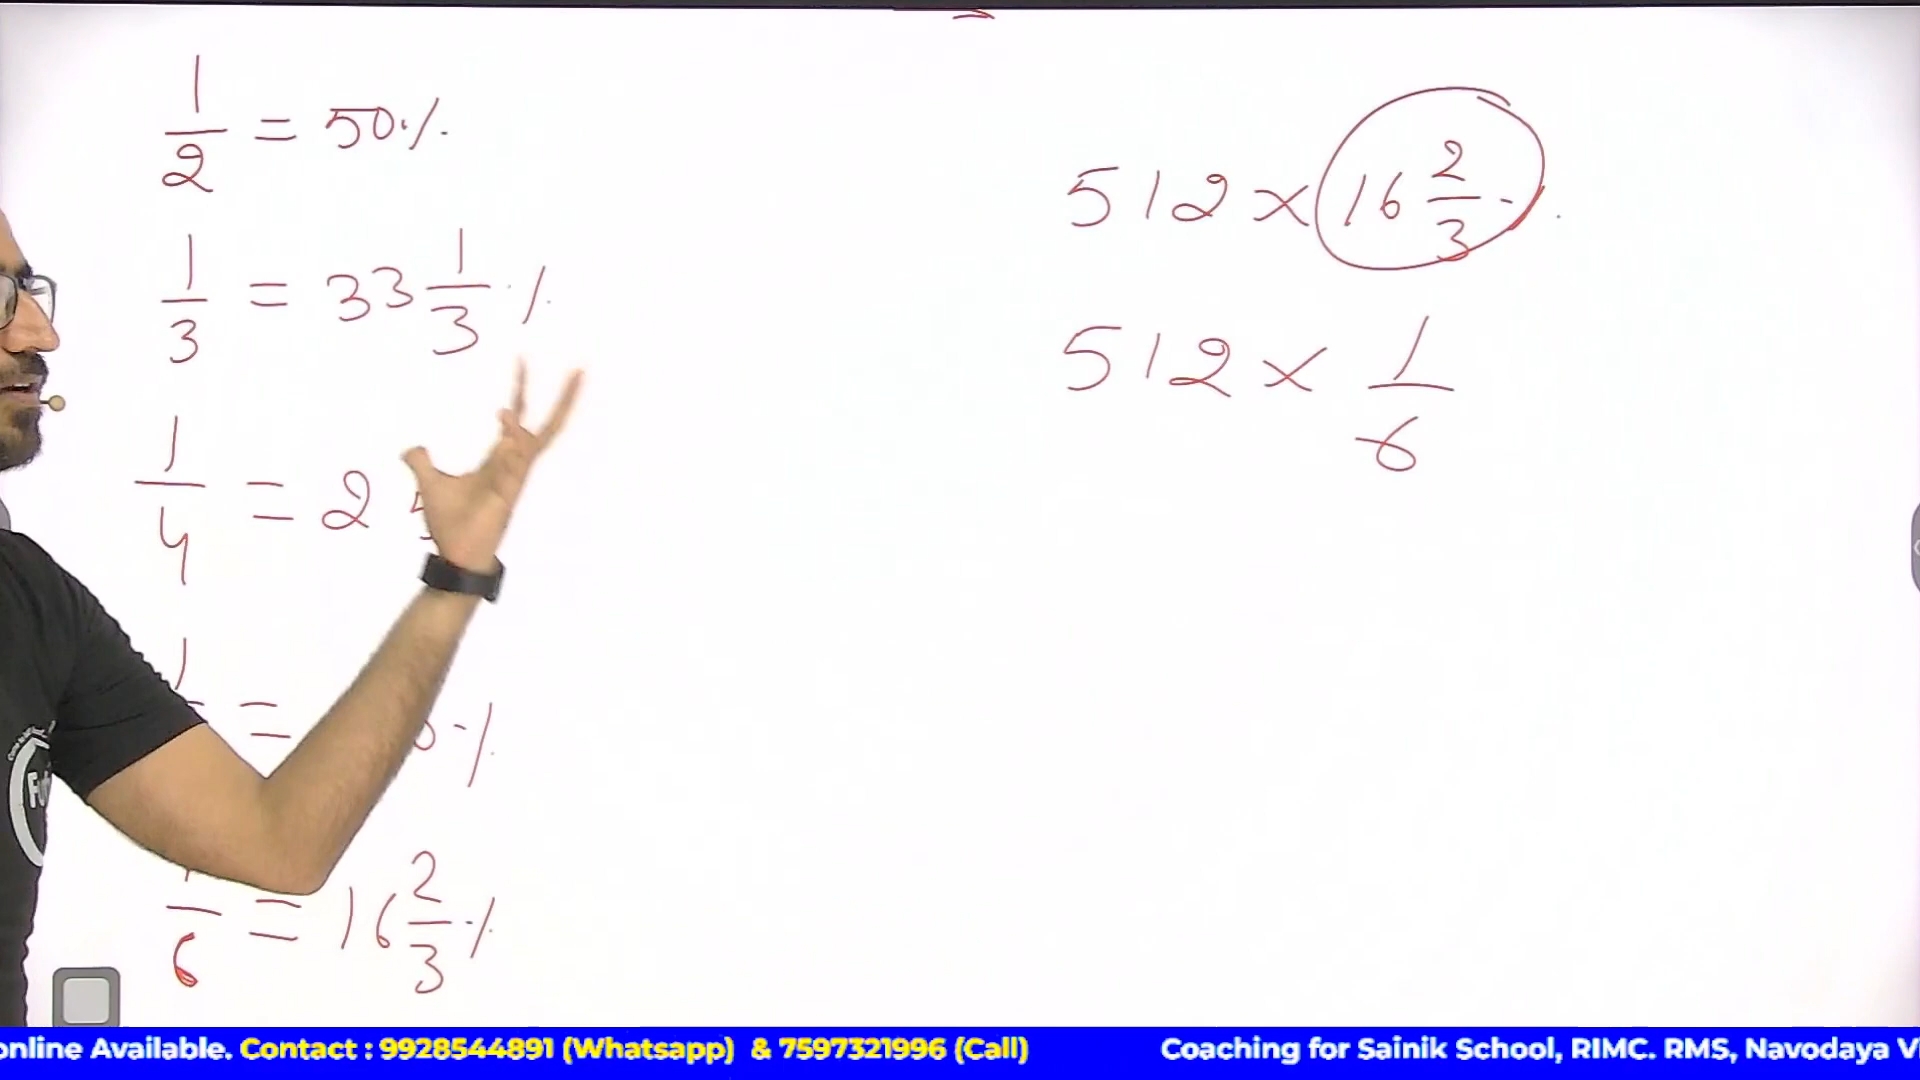 1/2 = 50%
1/3 = 33 1/3 %
1/4 = 2
= %
6 = 16 2/3 %
512 × 16 2/3 %
512 × 1/6
online Available. Contact : 9928544891 (Whatsapp) & 7597321996 (Call)
Coaching for Sainik School, RIMC. RMS, Navodaya